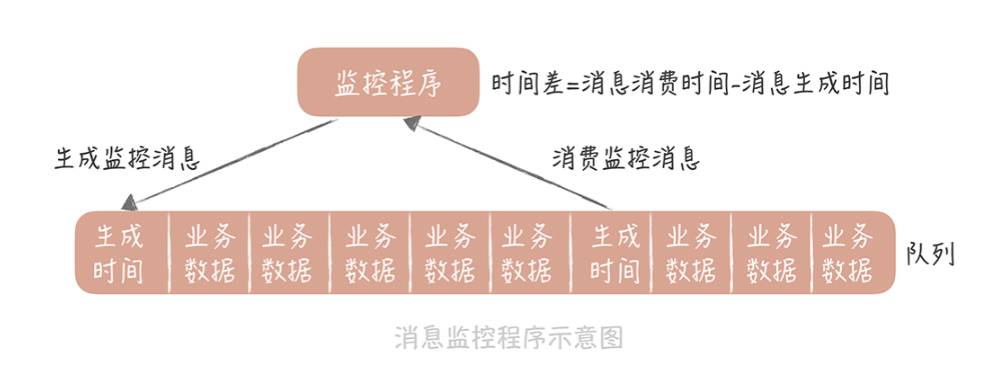 监控程序
时间差=消息消费时间-消息生成时间
生成监控消息
消费监控消息
生成 业务 业务 业务 业务 业务 生成 业务 业务 业务
时间 数据 数据 数据 数据 数据 时间 数据 数据 数据
队列
消息监控程序示意图